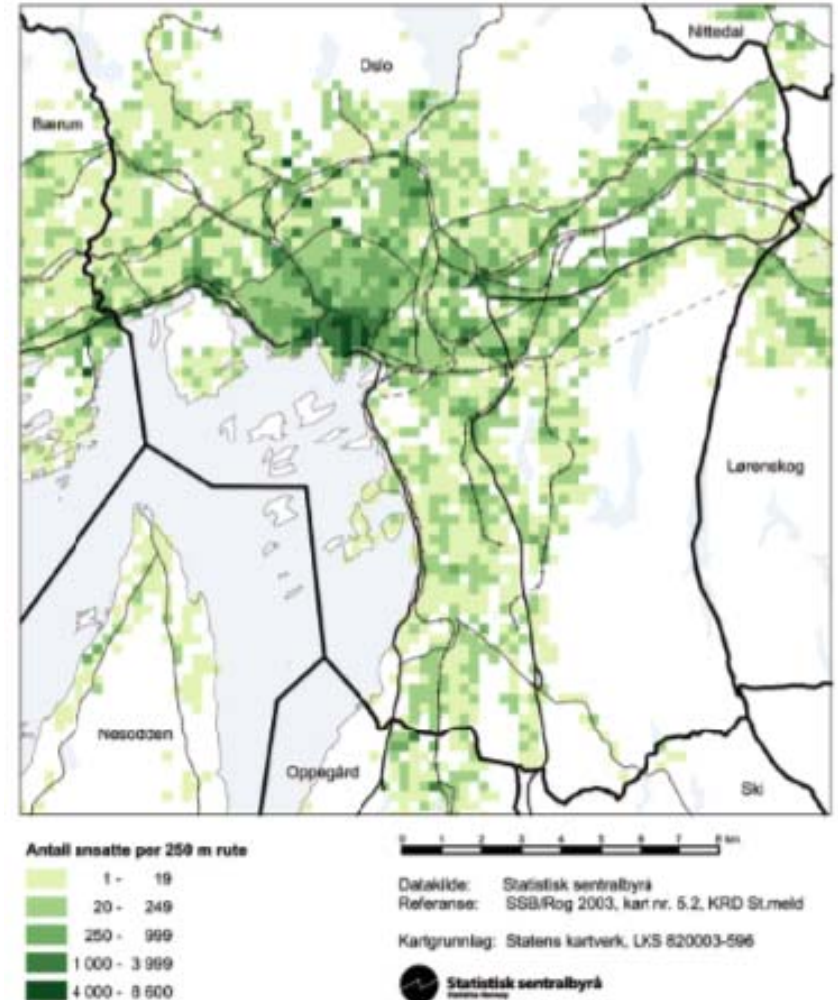 Nittedal
Oslo
Bærum
Lørenskog
Nesodden
Oppegård
Ski
Antall ansatte per 250 m rute
1 - 19
20 - 249
250 - 999
1 000 - 3 999
4 000 - 8 600
0 1 2 3 4 5 6 7 8 km
Datakilde: Statistisk sentralbyrå
Referanse: SSB/Rog 2003, kart nr. 5.2, KRD St.meld
Kartgrunnlag: Statens kartverk, LKS 820003-596
Statistisk sentralbyrå
Statistics Norway